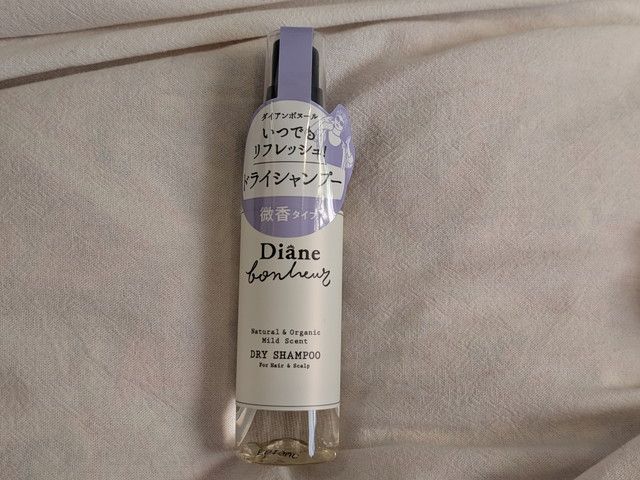 ダイアンボヌール
いつでも
リフレッシュ!
ドライシャンプー
微香タイプ
Diâne
bonheur
Natural & Organic
Mild Scent
DRY SHAMPOO
For Hair & Scalp